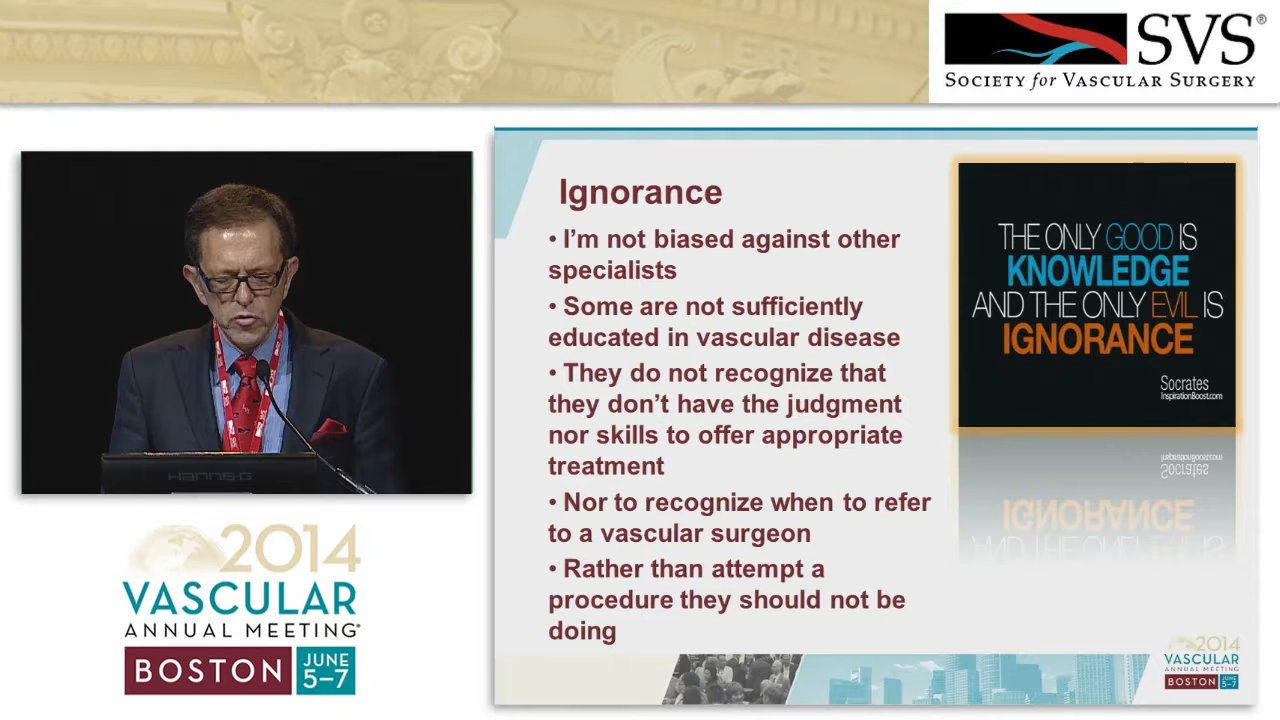 MO ERE
SVS®
SOCIETY for VASCULAR SURGERY
HANNS·G
2014
VASCULAR
ANNUAL MEETING®
BOSTON
JUNE
5–7
Ignorance
• I’m not biased against other
specialists
• Some are not sufficiently
educated in vascular disease
• They do not recognize that
they don’t have the judgment
nor skills to offer appropriate
treatment
• Nor to recognize when to refer
to a vascular surgeon
• Rather than attempt a
procedure they should not be
doing
THE ONLY GOOD IS
KNOWLEDGE
AND THE ONLY EVIL IS
IGNORANCE
Socrates
InspirationBoost.com
2014
VASCULAR
ANNUAL MEETING
BOSTON
JUNE
5–7